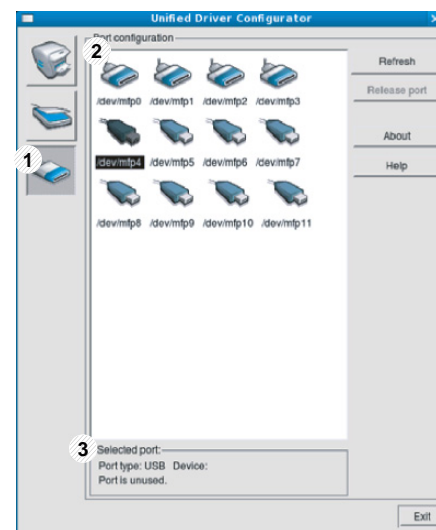 Unified Driver Configurator
Port configuration
2
/dev/mfp0 /dev/mfp1 /dev/mfp2 /dev/mfp3
1
/dev/mfp4 /dev/mfp5 /dev/mfp6 /dev/mfp7
/dev/mfp8 /dev/mfp9 /dev/mfp10 /dev/mfp11
Refresh
Release port
About
Help
3
Selected port:
Port type: USB Device:
Port is unused.
Exit